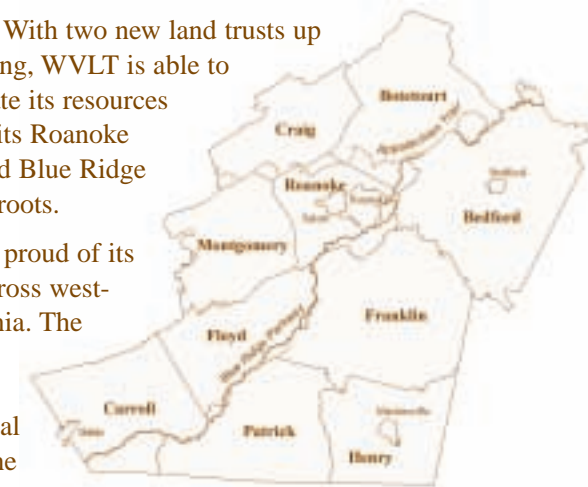 With two new land trusts up
ng, WVLT is able to
te its resources
its Roanoke
d Blue Ridge
roots.
proud of its
ross west-
nia. The
al
ne
Botetourt
Craig
Appalachian Trail
Roanoke
Bedford
Bedford
Montgomery
Franklin
Floyd
Blue Ridge Parkway
Carroll
Patrick
Martinsville
Henry